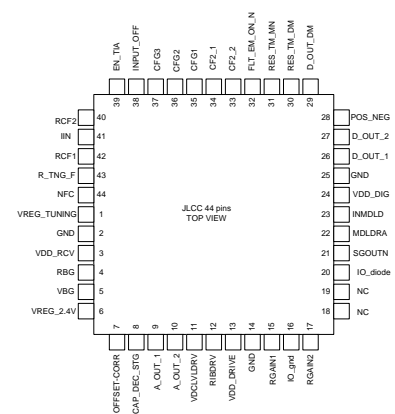 EN_TIA
INPUT_OFF
CFG3
CFG2
CFG1
CF2_1
CF2_2
FLT_EM_ON_N
RES_TM_MN
RES_TM_DM
D_OUT_DM
39
38
37
36
35
34
33
32
31
30
29
RCF2 40
28 POS_NEG
IIN 41
27 D_OUT_2
RCF1 42
26 D_OUT_1
R_TNG_F 43
25 GND
NFC 44
24 VDD_DIG
JLCC 44 pins
TOP VIEW
VREG_TUNING 1
23 INMDLD
GND 2
22 MDLDRA
VDD_RCV 3
21 SGOUTN
RBG 4
20 IO_diode
VBG 5
19 NC
VREG_2.4V 6
18 NC
7
8
9
10
11
12
13
14
15
16
17
OFFSET-CORR
CAP_DEC_STG
A_OUT_1
A_OUT_2
VDCLVLDRV
RIBDRV
VDD_DRIVE
GND
RGAIN1
IO_gnd
RGAIN2